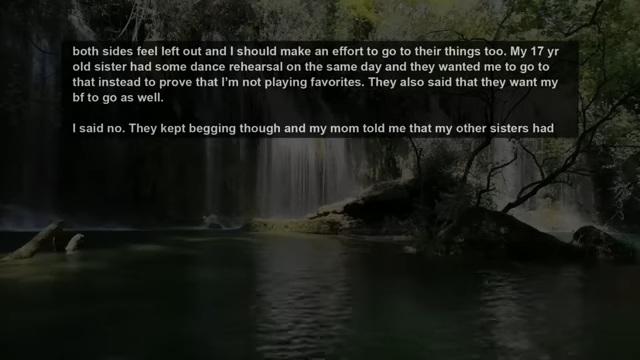 both sides feel left out and I should make an effort to go to their things too. My 17 yr
old sister had some dance rehearsal on the same day and they wanted me to go to
that instead to prove that I'm not playing favorites. They also said that they want my
bf to go as well.
I said no. They kept begging though and my mom told me that my other sisters had